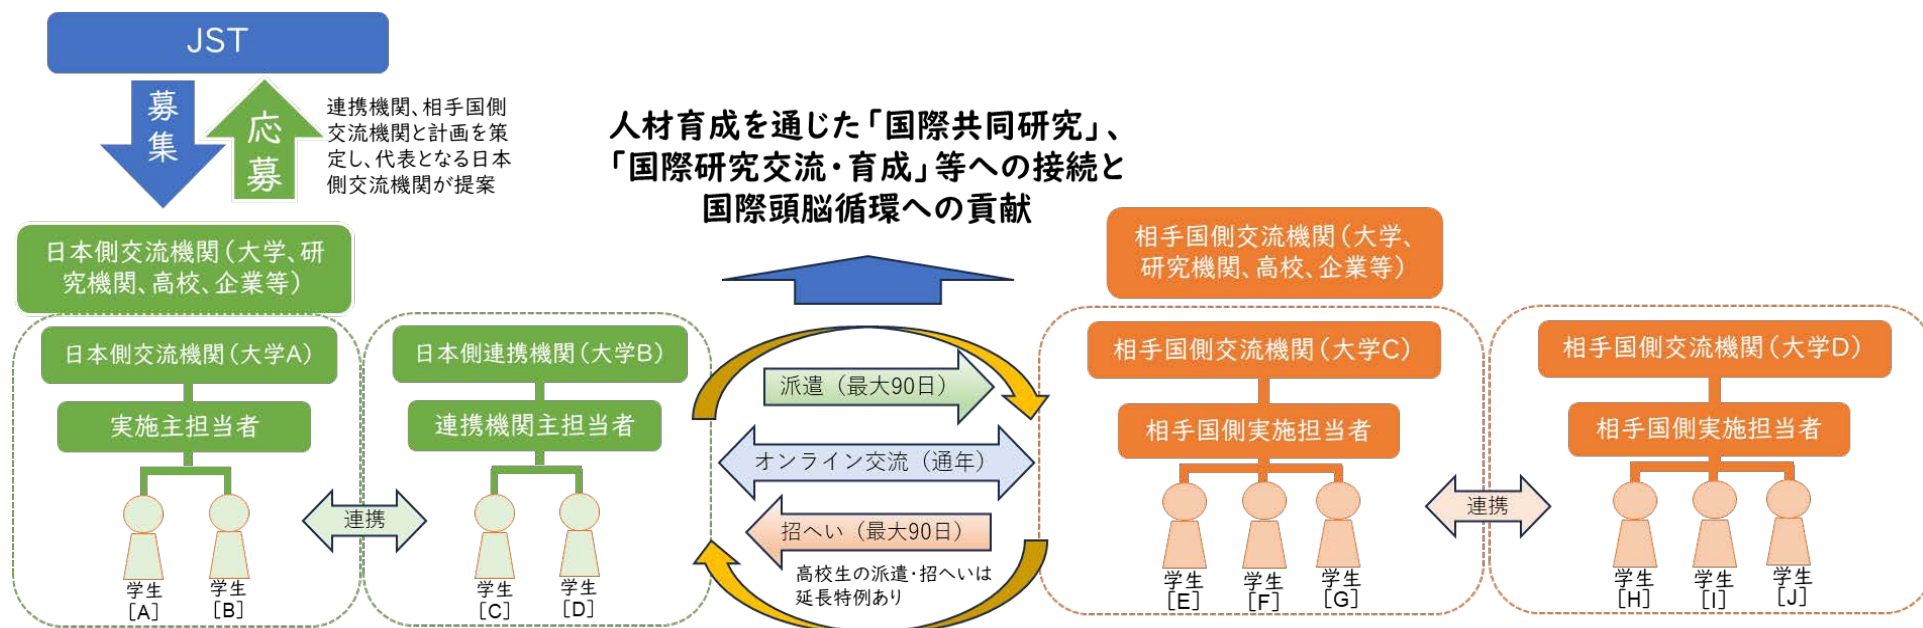 JST
募集
応募
連携機関、相手国側
交流機関と計画を策
定し、代表となる日本
側交流機関が提案
人材育成を通じた「国際共同研究」、
「国際研究交流・育成」等への接続と
国際頭脳循環への貢献
日本側交流機関(大学、研
究機関、高校、企業等)
相手国側交流機関(大学、
研究機関、高校、企業等)
日本側交流機関(大学A)
実施主担当者
学生
[A]
学生
[B]
連携
日本側連携機関(大学B)
連携機関主担当者
学生
[C]
学生
[D]
派遣（最大90日）
オンライン交流（通年）
招へい（最大90日）
高校生の派遣・招へいは
延長特例あり
相手国側交流機関(大学C)
相手国側実施担当者
学生
[E]
学生
[F]
学生
[G]
連携
相手国側交流機関(大学D)
相手国側実施担当者
学生
[H]
学生
[I]
学生
[J]